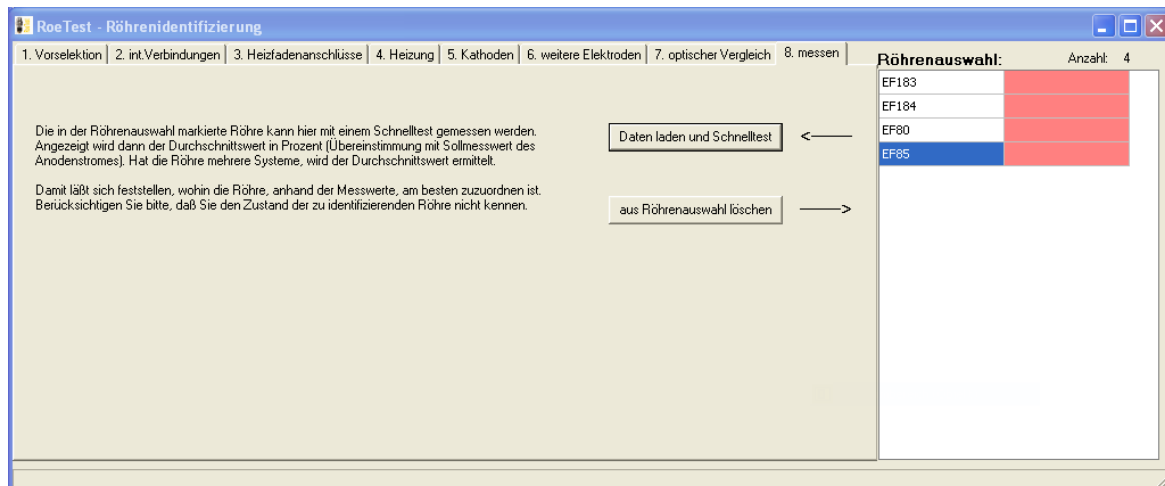 RoeTest - Röhrenidentifizierung
1. Vorselektion
2. int.Verbindungen
3. Heizfadenanschlüsse
4. Heizung
5. Kathoden
6. weitere Elektroden
7. optischer Vergleich
8. messen
Röhrenauswahl:
Anzahl: 4
Die in der Röhrenauswahl markierte Röhre kann hier mit einem Schnelltest gemessen werden.
Angezeigt wird dann der Durchschnittswert in Prozent (Übereinstimmung mit Sollmesswert des
Anodenstromes). Hat die Röhre mehrere Systeme, wird der Durchschnittswert ermittelt.
Damit läßt sich feststellen, wohin die Röhre, anhand der Messwerte, am besten zuzuordnen ist.
Berücksichtigen Sie bitte, daß Sie den Zustand der zu identifizierenden Röhre nicht kennen.
Daten laden und Schnelltest
<——
aus Röhrenauswahl löschen
——>
EF183
EF184
EF80
EF85